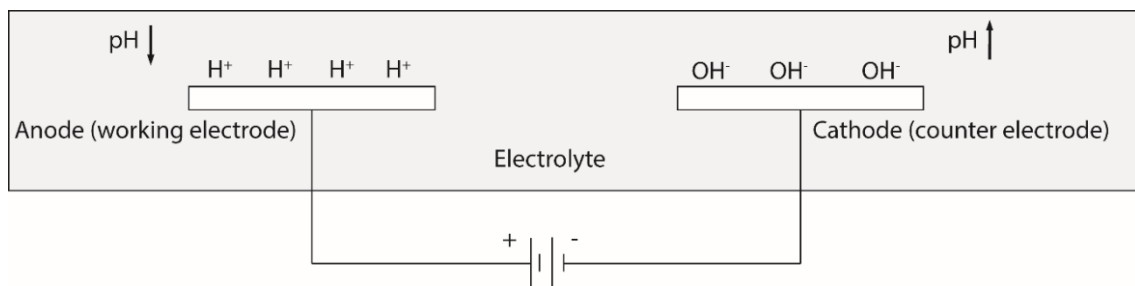 pH ↓
pH ↑
H⁺ H⁺ H⁺ H⁺
OH⁻ OH⁻ OH⁻
Anode (working electrode)
Cathode (counter electrode)
Electrolyte
+ -